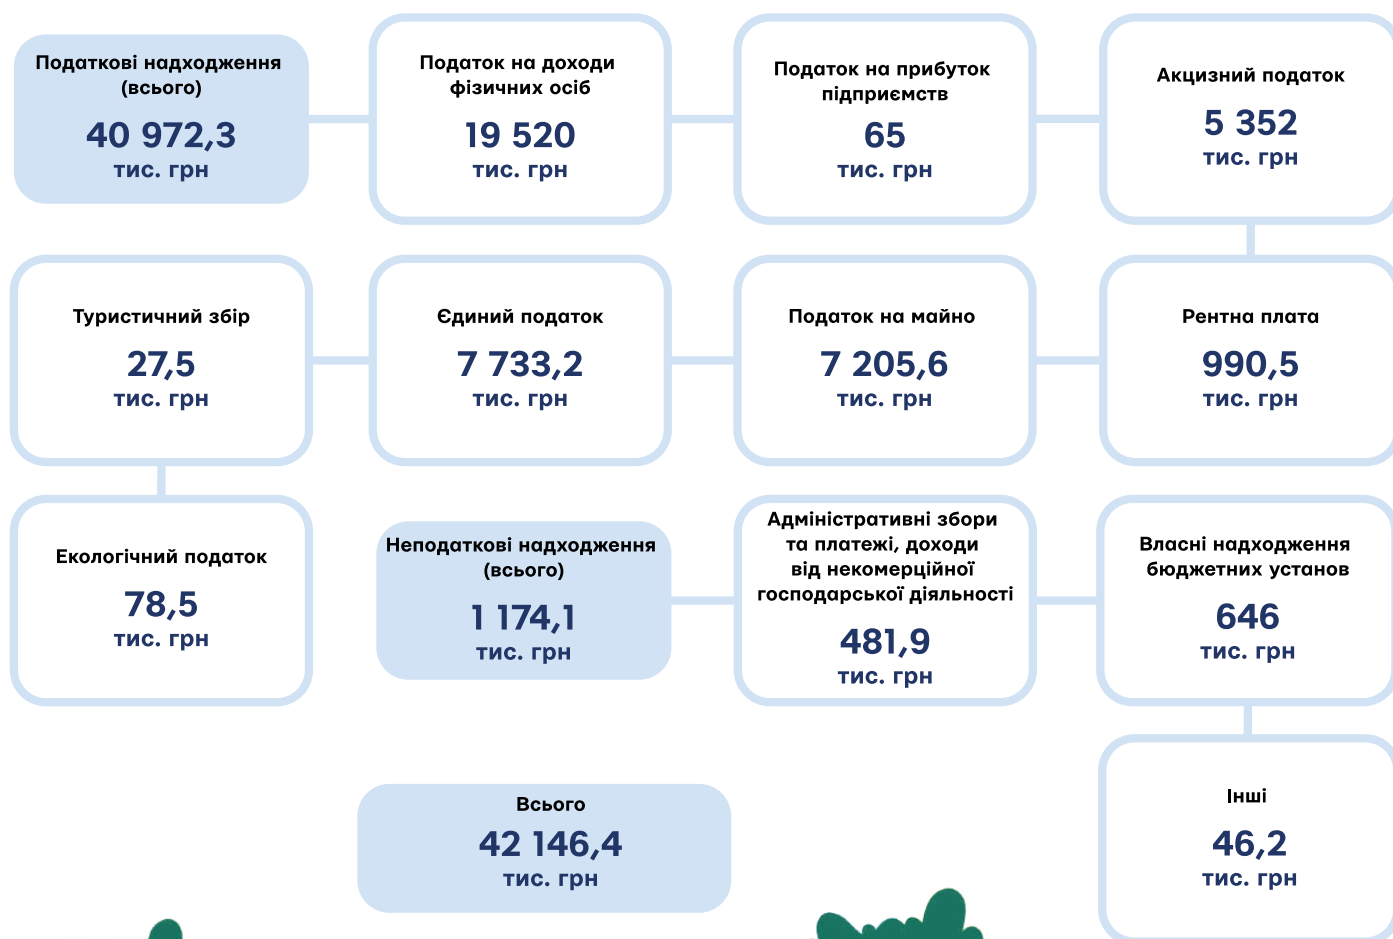 Податкові надходження
(всього)
40 972,3
тис. грн
Податок на доходи
фізичних осіб
19 520
тис. грн
Податок на прибуток
підприємств
65
тис. грн
Акцизний податок
5 352
тис. грн
Рентна плата
990,5
тис. грн
Податок на майно
7 205,6
тис. грн
Єдиний податок
7 733,2
тис. грн
Туристичний збір
27,5
тис. грн
Екологічний податок
78,5
тис. грн
Неподаткові надходження
(всього)
1 174,1
тис. грн
Адміністративні збори
та платежі, доходи
від некомерційної
господарської діяльності
481,9
тис. грн
Власні надходження
бюджетних установ
646
тис. грн
Інші
46,2
тис. грн
Всього
42 146,4
тис. грн